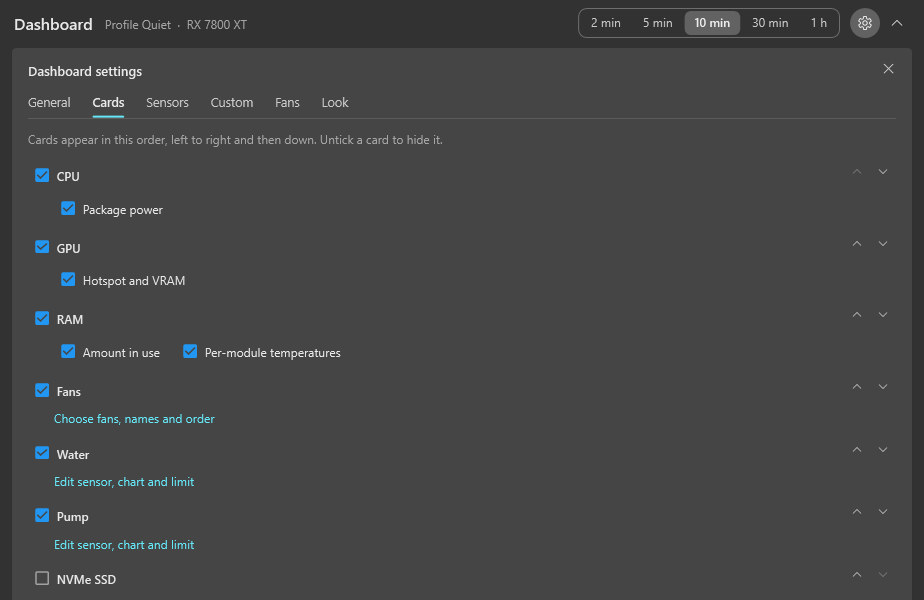 Dashboard Profile Quiet · RX 7800 XT 2 min 5 min 10 min 30 min 1 h
Dashboard settings
General Cards Sensors Custom Fans Look
Cards appear in this order, left to right and then down. Untick a card to hide it.
CPU
Package power
GPU
Hotspot and VRAM
RAM
Amount in use Per-module temperatures
Fans
Choose fans, names and order
Water
Edit sensor, chart and limit
Pump
Edit sensor, chart and limit
NVMe SSD